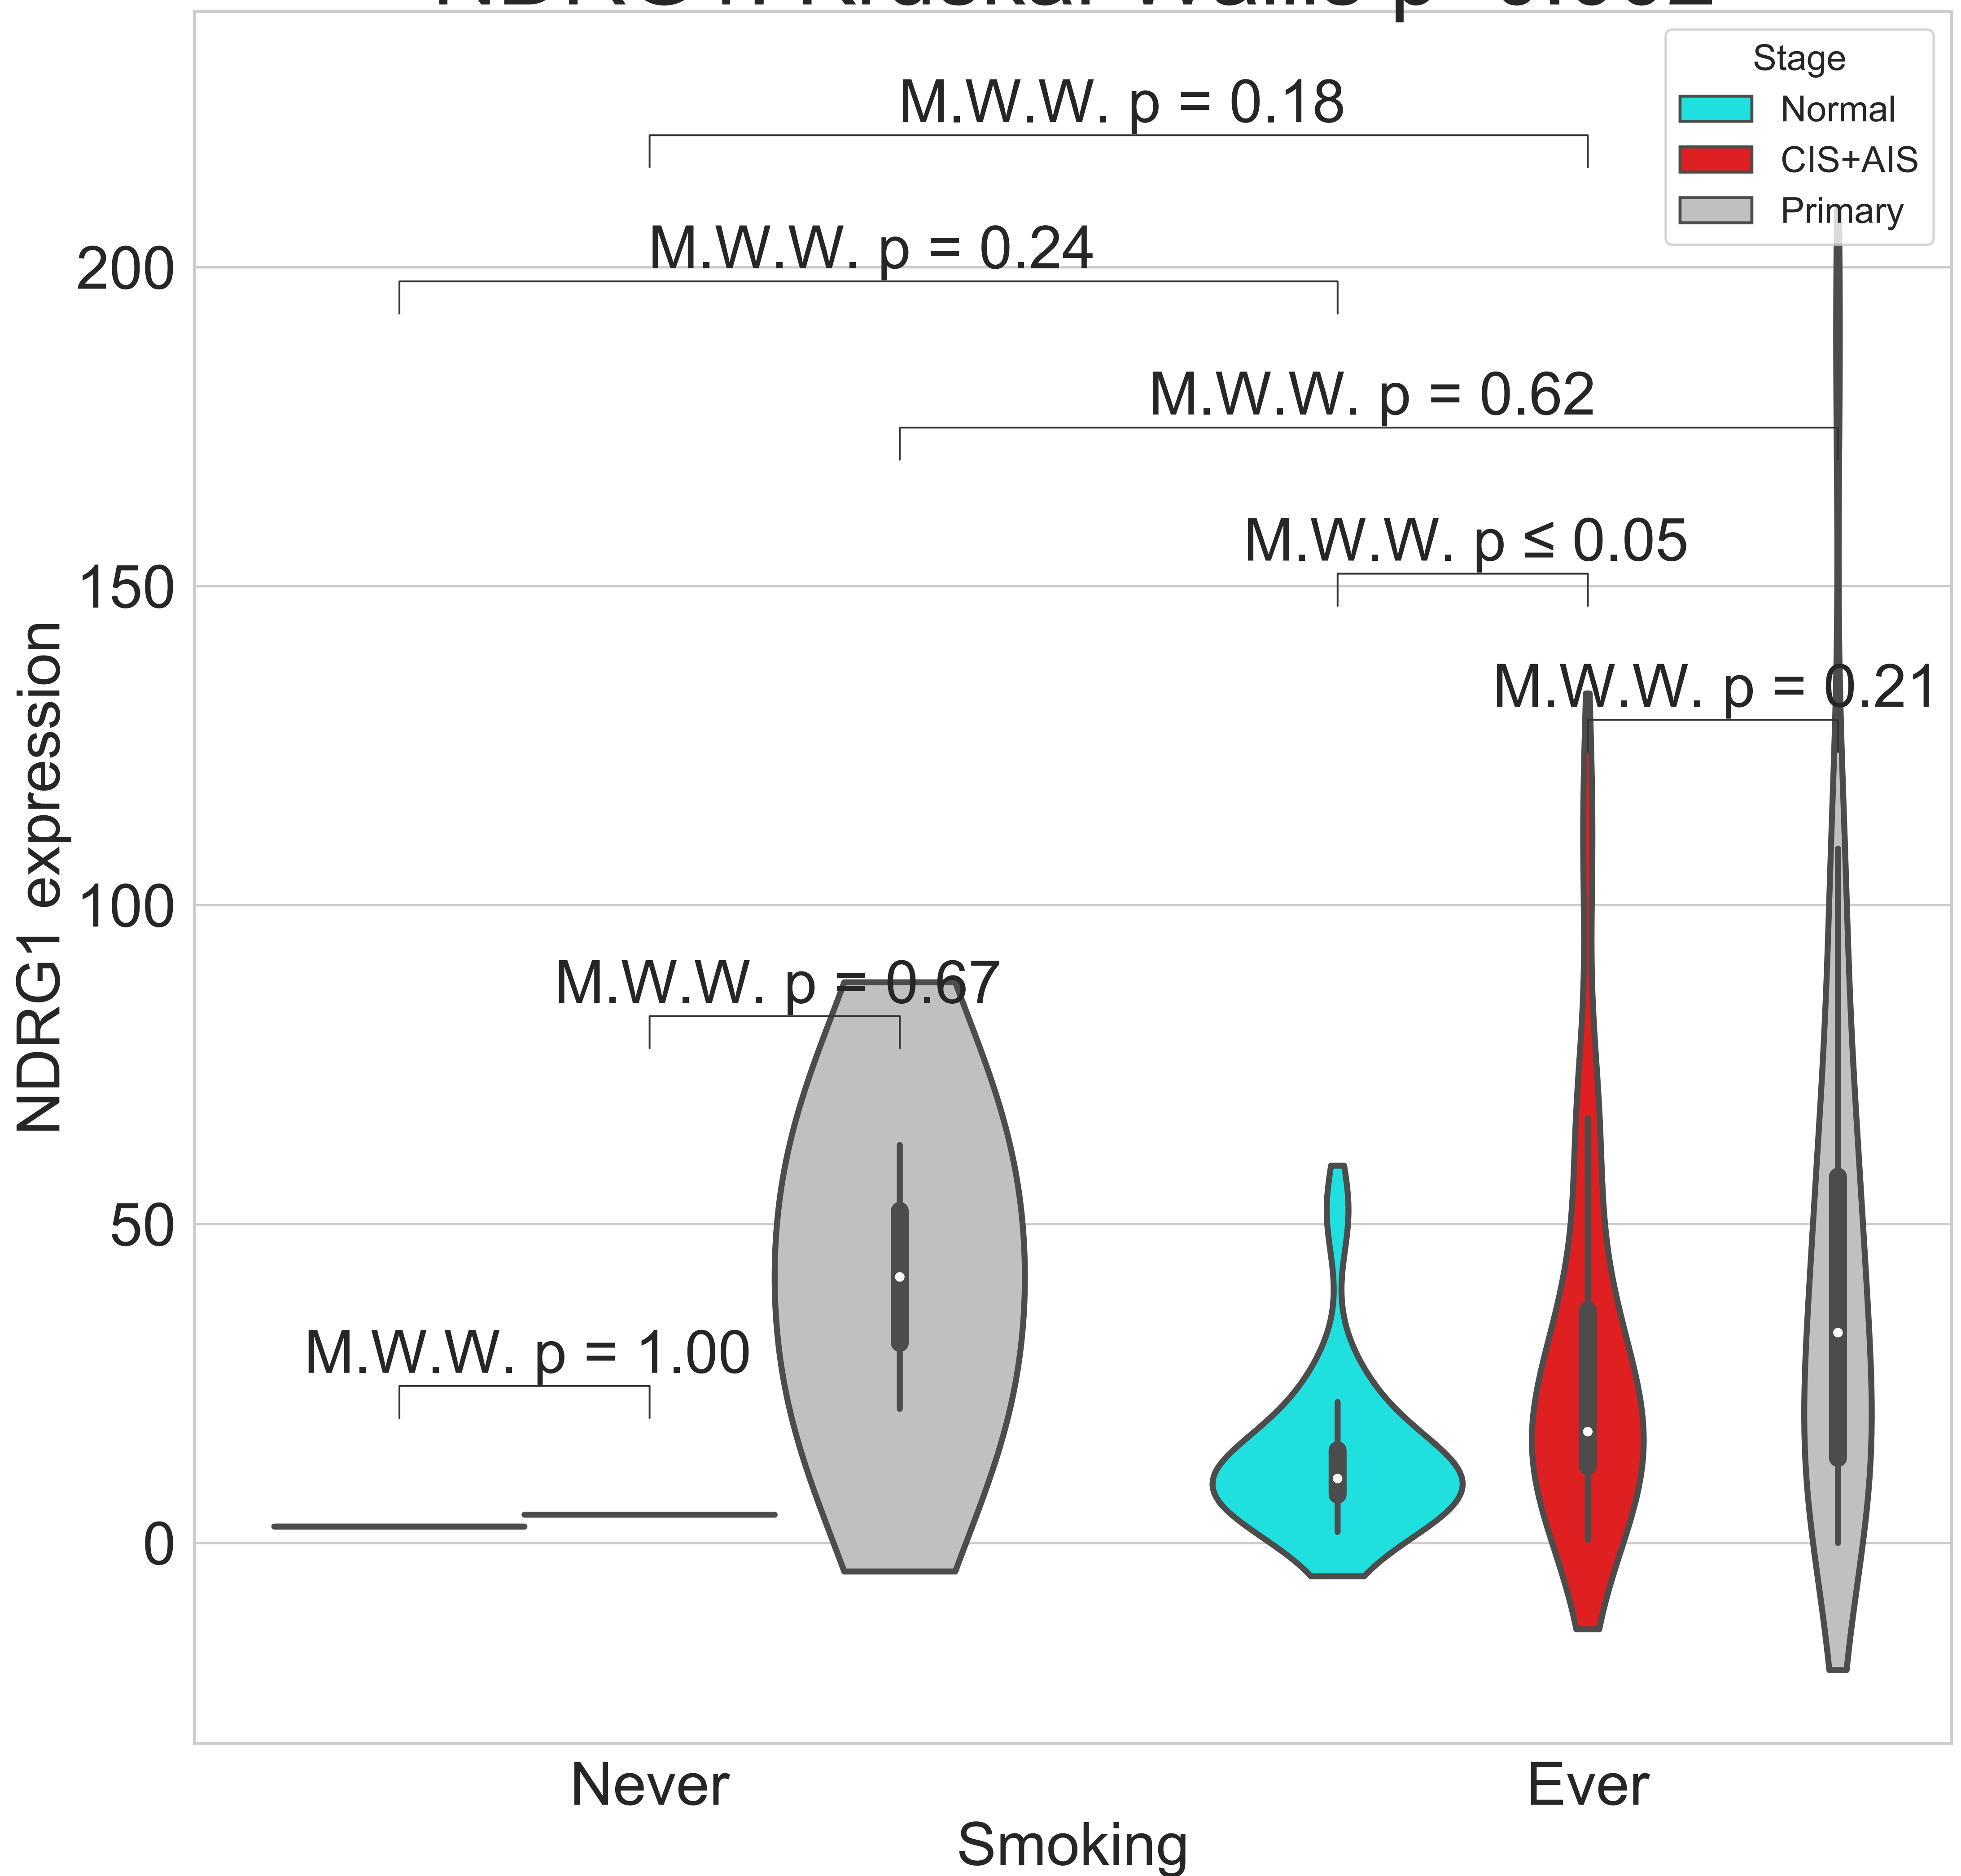 Stage
Normal
CIS+AIS
Primary
M.W.W. p = 0.18
M.W.W. p = 0.24
M.W.W. p = 0.62
M.W.W. p ≤ 0.05
M.W.W. p = 0.21
M.W.W. p = 0.67
M.W.W. p = 1.00
200
150
100
50
0
NDRG1 expression
Never
Ever
Smoking